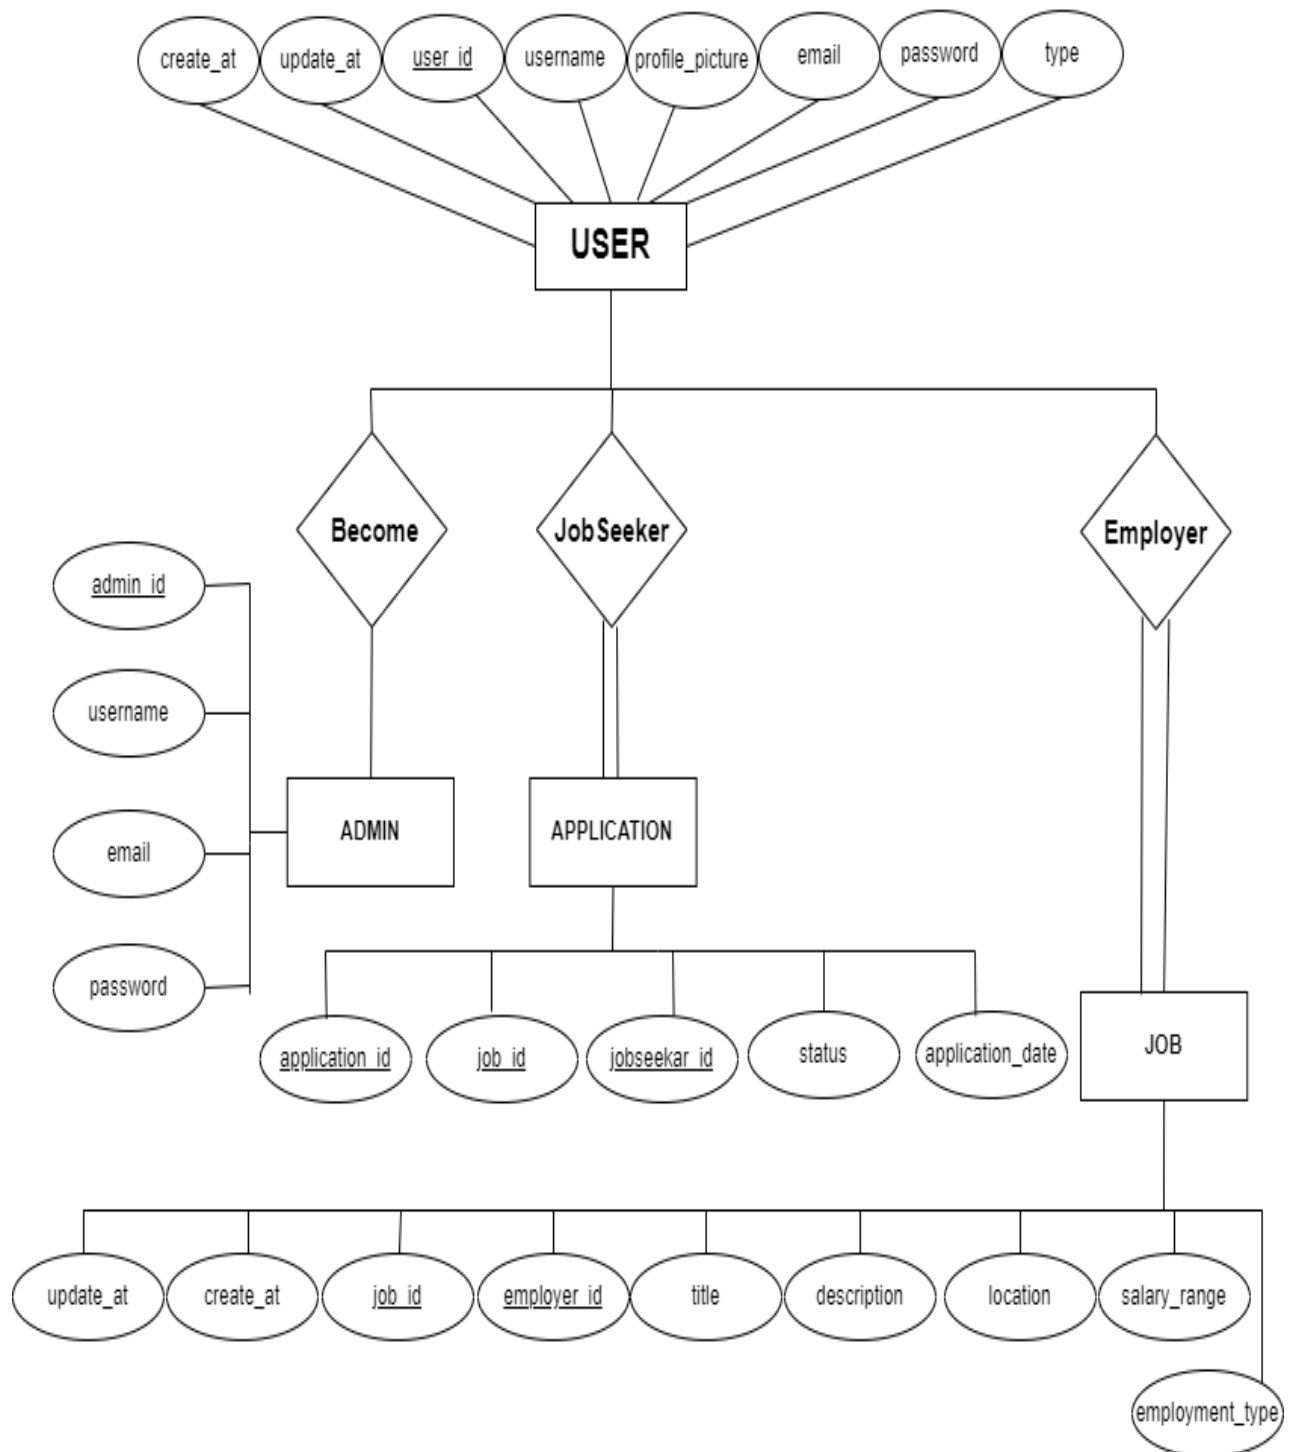 create_at
update_at
user_id
username
profile_picture
email
password
type
USER
Become
JobSeeker
Employer
admin_id
username
email
password
ADMIN
APPLICATION
JOB
application_id
job_id
jobseekar_id
status
application_date
update_at
create_at
job_id
employer_id
title
description
location
salary_range
employment_type